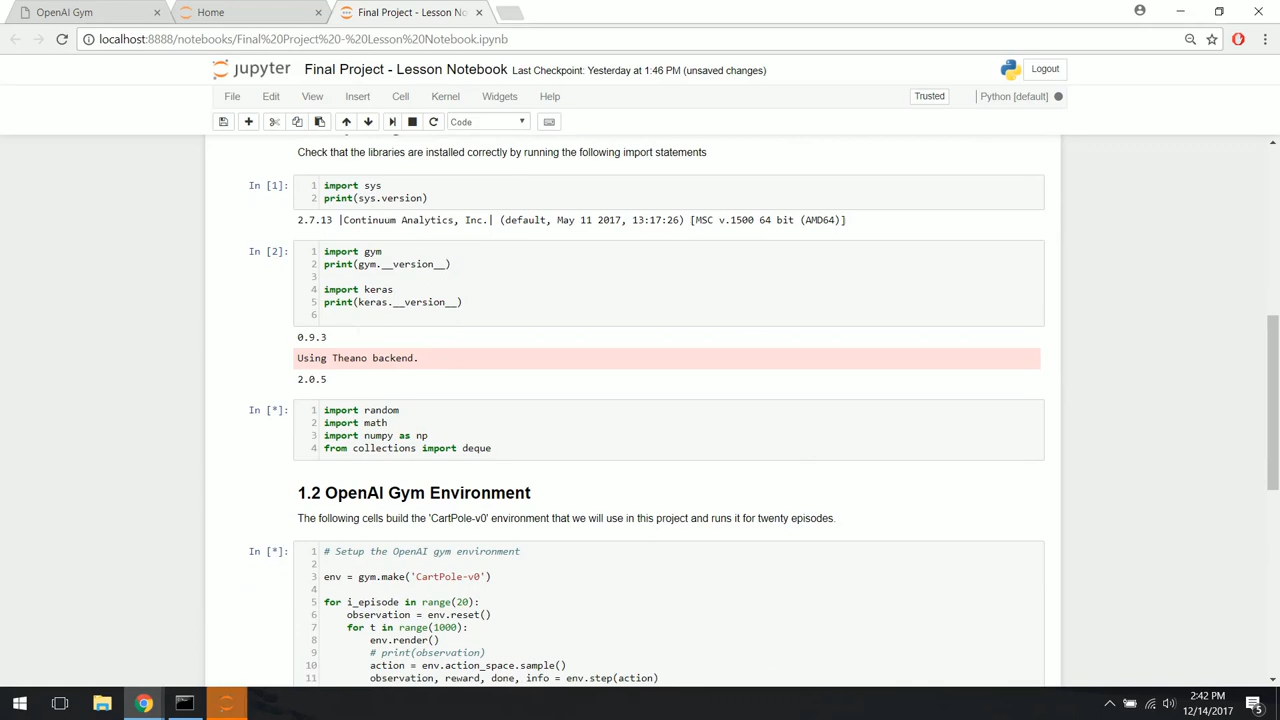 OpenAI Gym
Home
Final Project - Lesson No
localhost:8888/notebooks/Final%20Project%20-%20Lesson%20Notebook.ipynb
jupyter Final Project - Lesson Notebook Last Checkpoint: Yesterday at 1:46 PM (unsaved changes)
Logout
File Edit View Insert Cell Kernel Widgets Help
Trusted
Python [default]
Code
Check that the libraries are installed correctly by running the following import statements
In [1]:
1 import sys
2 print(sys.version)
2.7.13 |Continuum Analytics, Inc.| (default, May 11 2017, 13:17:26) [MSC v.1500 64 bit (AMD64)]
In [2]:
1 import gym
2 print(gym.__version__)
3
4 import keras
5 print(keras.__version__)
6
0.9.3
Using Theano backend.
2.0.5
In [*]:
1 import random
2 import math
3 import numpy as np
4 from collections import deque
1.2 OpenAI Gym Environment
The following cells build the 'CartPole-v0' environment that we will use in this project and runs it for twenty episodes.
In [*]:
1 # Setup the OpenAI gym environment
2
3 env = gym.make('CartPole-v0')
4
5 for i_episode in range(20):
6 observation = env.reset()
7 for t in range(1000):
8 env.render()
9 # print(observation)
10 action = env.action_space.sample()
11 observation, reward, done, info = env.step(action)
2:42 PM
12/14/2017
5